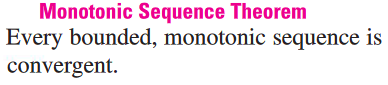 Monotonic Sequence Theorem
Every bounded, monotonic sequence is
convergent.